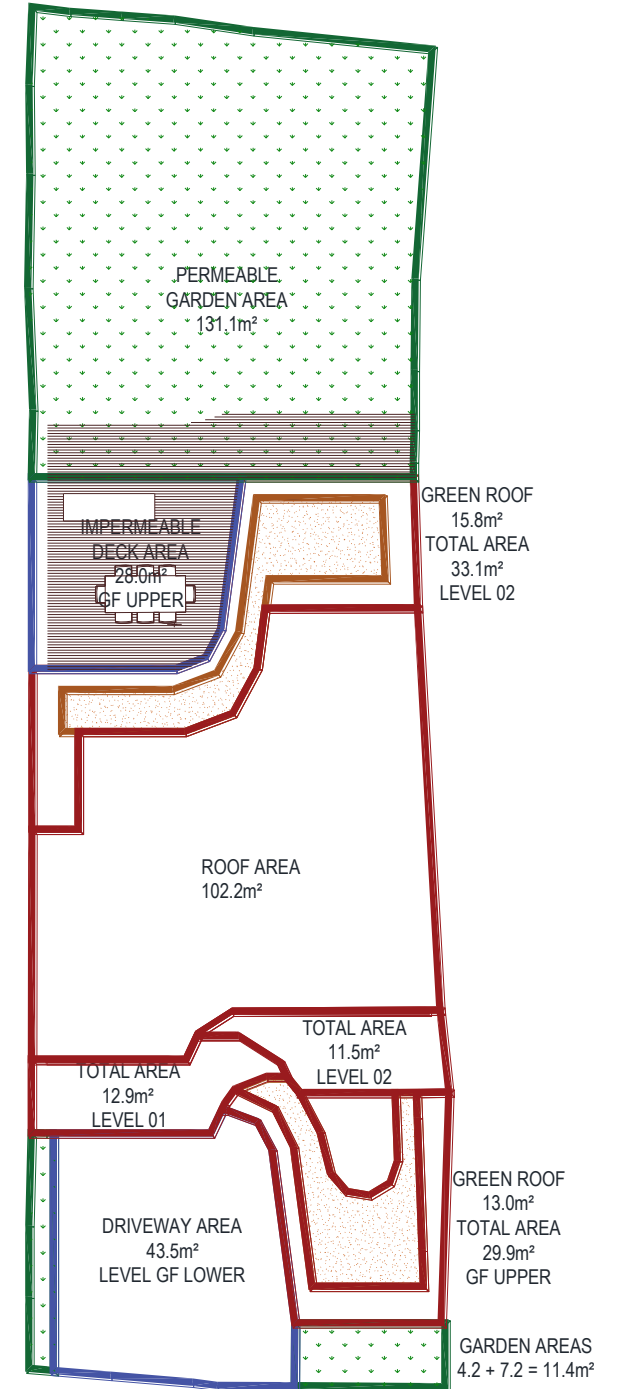 PERMEABLE
GARDEN AREA
131.1m²
GREEN ROOF
15.8m²
TOTAL AREA
33.1m²
LEVEL 02
IMPERMEABLE
DECK AREA
28.0m²
GF UPPER
ROOF AREA
102.2m²
TOTAL AREA
11.5m²
LEVEL 02
TOTAL AREA
12.9m²
LEVEL 01
GREEN ROOF
13.0m²
TOTAL AREA
29.9m²
GF UPPER
DRIVEWAY AREA
43.5m²
LEVEL GF LOWER
GARDEN AREAS
4.2 + 7.2 = 11.4m²